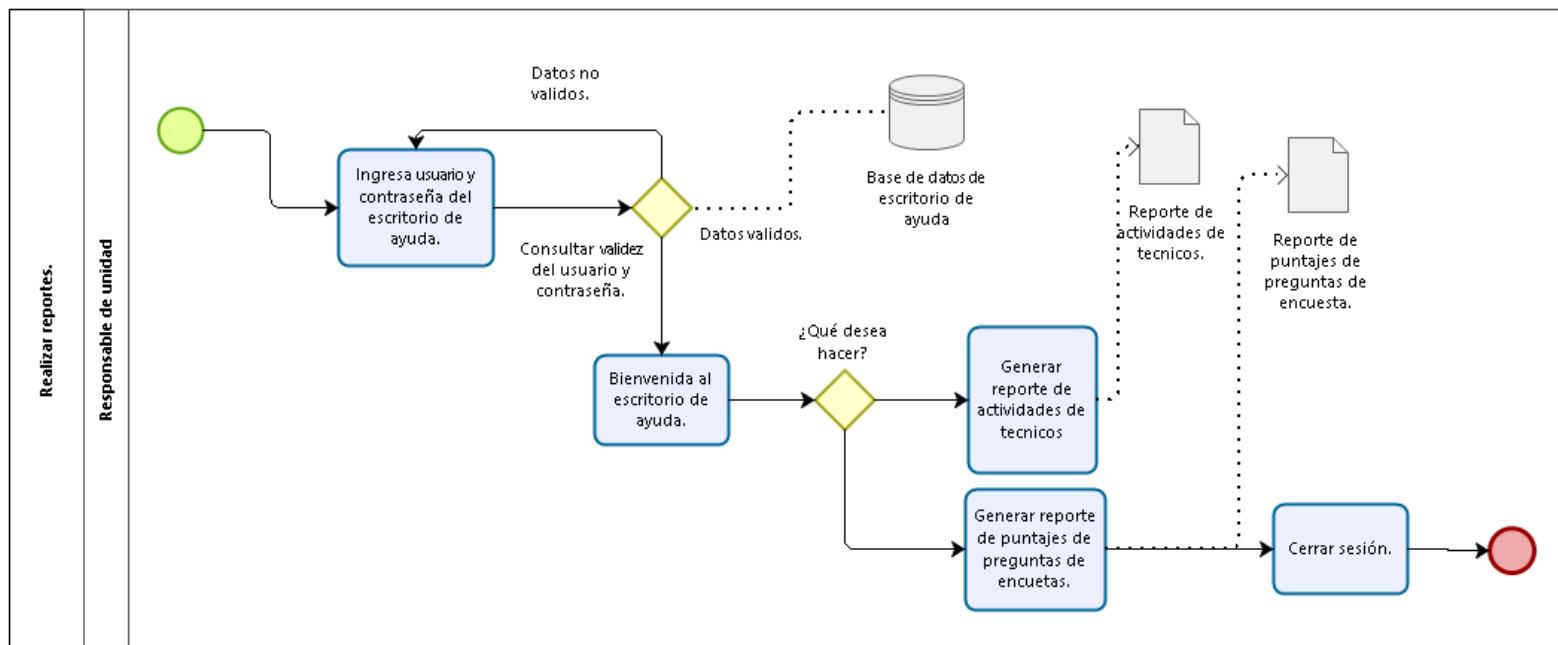 Realizar reportes.
Responsable de unidad
Datos no
validos.
Ingresa usuario y
contraseña del
escritorio de
ayuda.
Consultar validez
del usuario y
contraseña.
Datos validos.
Base de datos de
escritorio de
ayuda
Reporte de
actividades de
tecnicos.
Reporte de
puntajes de
preguntas de
encuesta.
Bienvenida al
escritorio de
ayuda.
¿Qué desea
hacer?
Generar
reporte de
actividades de
tecnicos
Generar reporte
de puntajes de
preguntas de
encuetas.
Cerrar sesión.